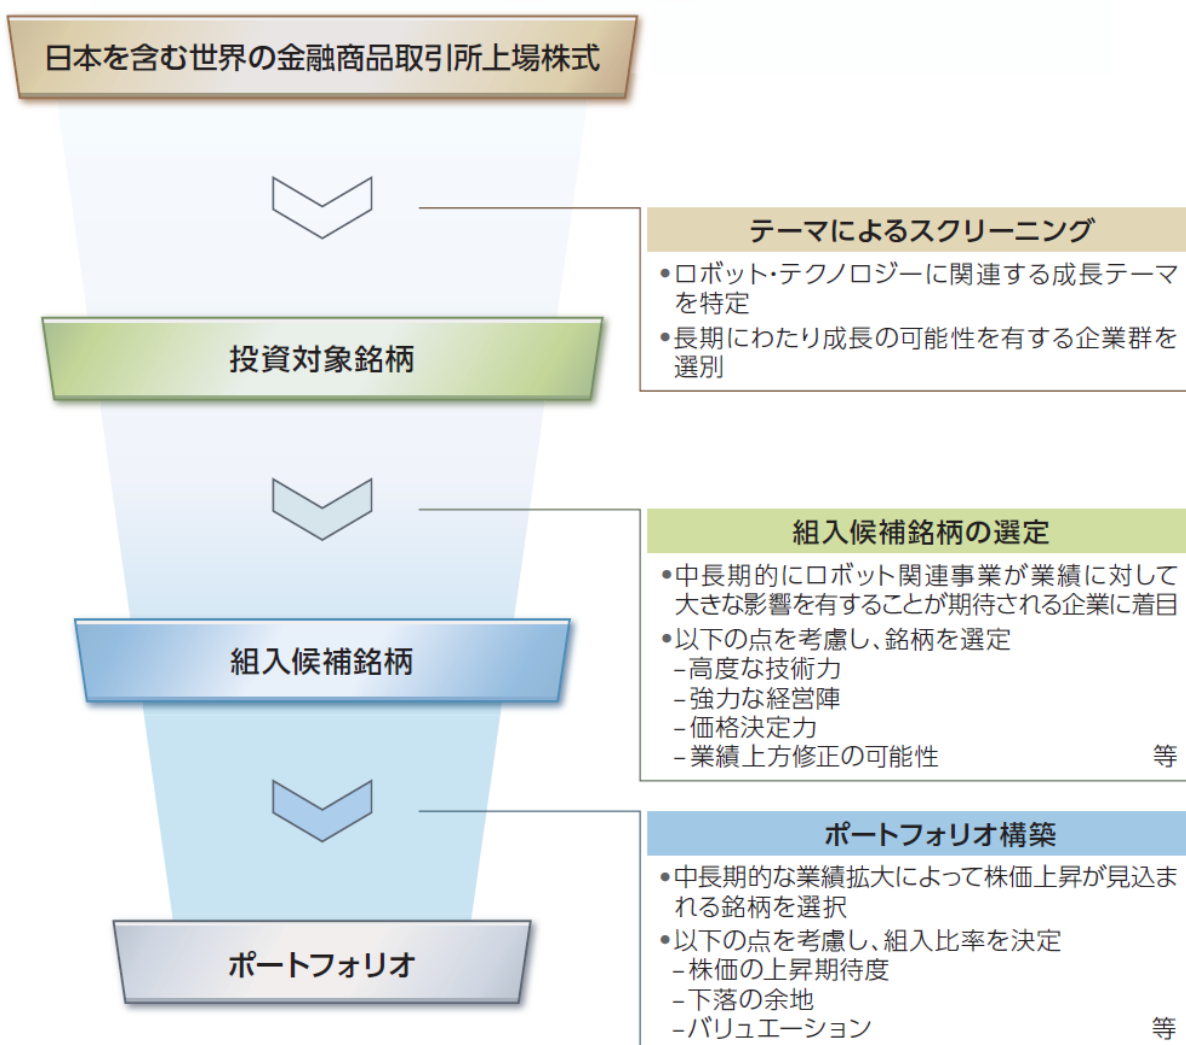 日本を含む世界の金融商品取引所上場株式
テーマによるスクリーニング
●ロボット・テクノロジーに関連する成長テーマ
を特定
●長期にわたり成長の可能性を有する企業群を
選別
投資対象銘柄
組入候補銘柄の選定
●中長期的にロボット関連事業が業績に対して
大きな影響を有することが期待される企業に着目
●以下の点を考慮し、銘柄を選定
－高度な技術力
－強力な経営陣
－価格決定力
－業績上方修正の可能性 等
組入候補銘柄
ポートフォリオ構築
●中長期的な業績拡大によって株価上昇が見込ま
れる銘柄を選択
●以下の点を考慮し、組入比率を決定
－株価の上昇期待度
－下落の余地
－バリュエーション 等
ポートフォリオ